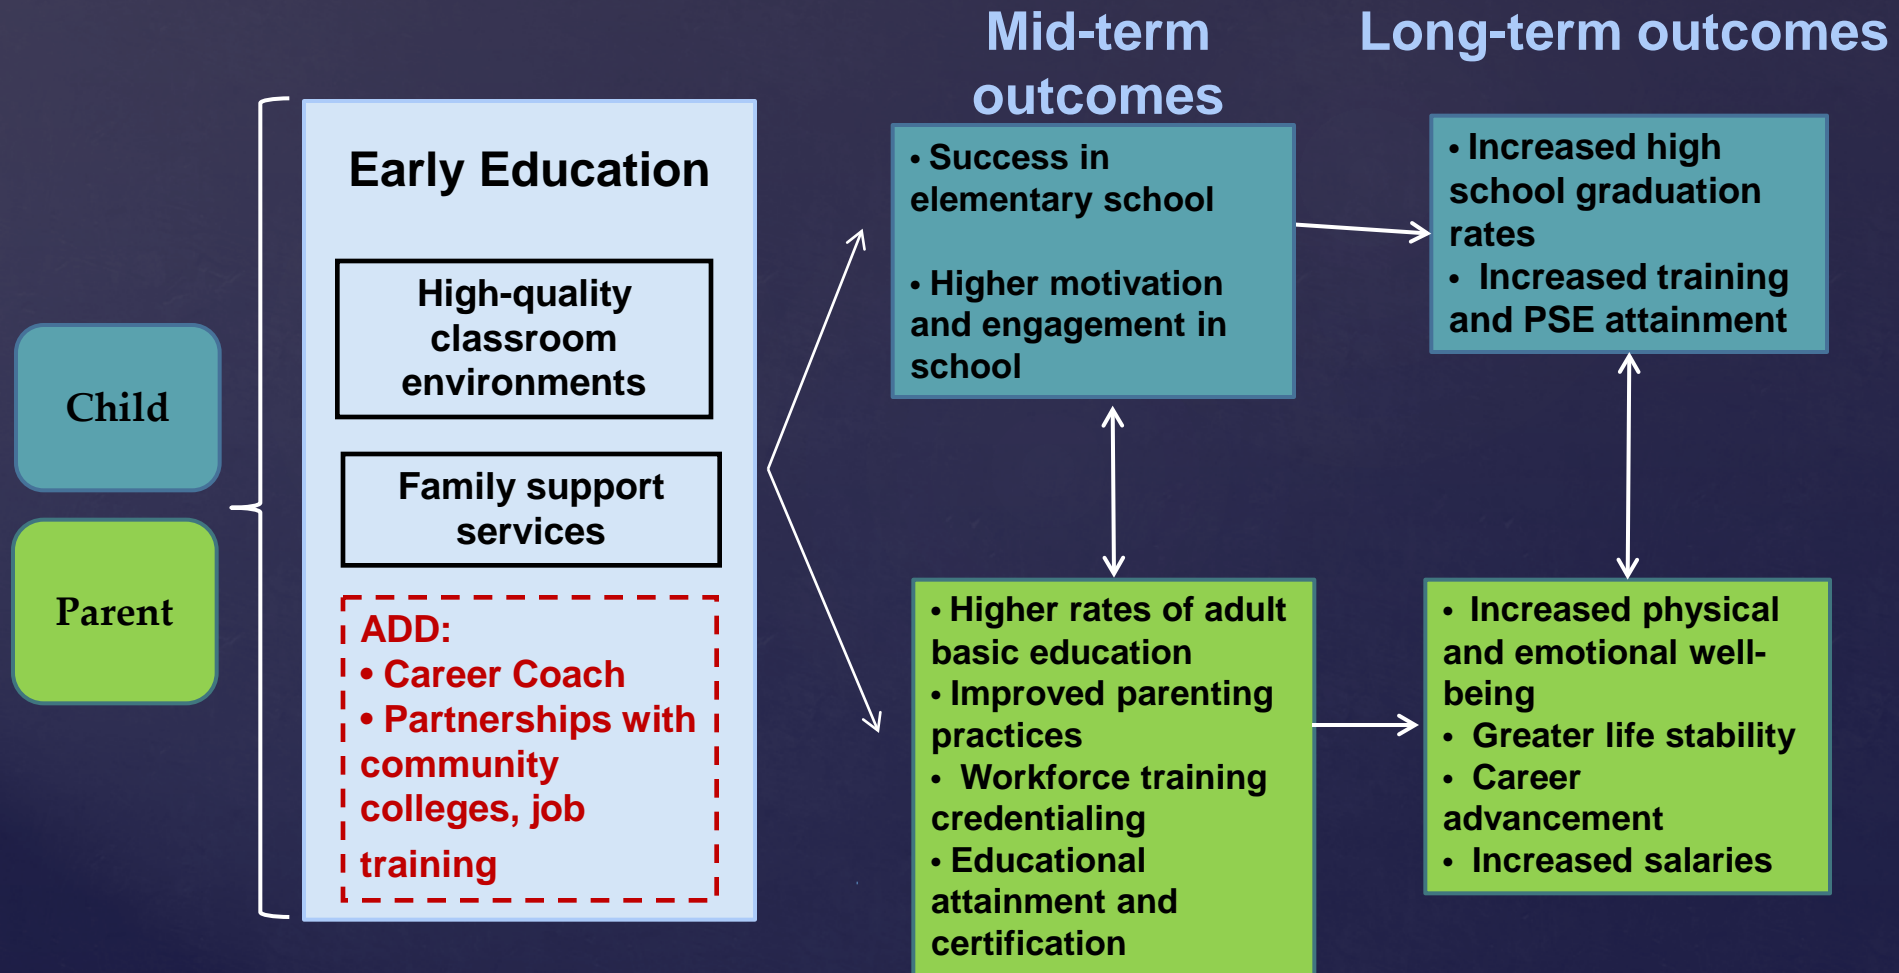 Mid-term
outcomes
Long-term outcomes
Child
Parent
Early Education
High-quality
classroom
environments
Family support
services
ADD:
• Career Coach
• Partnerships with
community
colleges, job
training
• Success in
elementary school
• Higher motivation
and engagement in
school
• Increased high
school graduation
rates
• Increased training
and PSE attainment
• Higher rates of adult
basic education
• Improved parenting
practices
• Workforce training
credentialing
• Educational
attainment and
certification
• Increased physical
and emotional well-
being
• Greater life stability
• Career
advancement
• Increased salaries